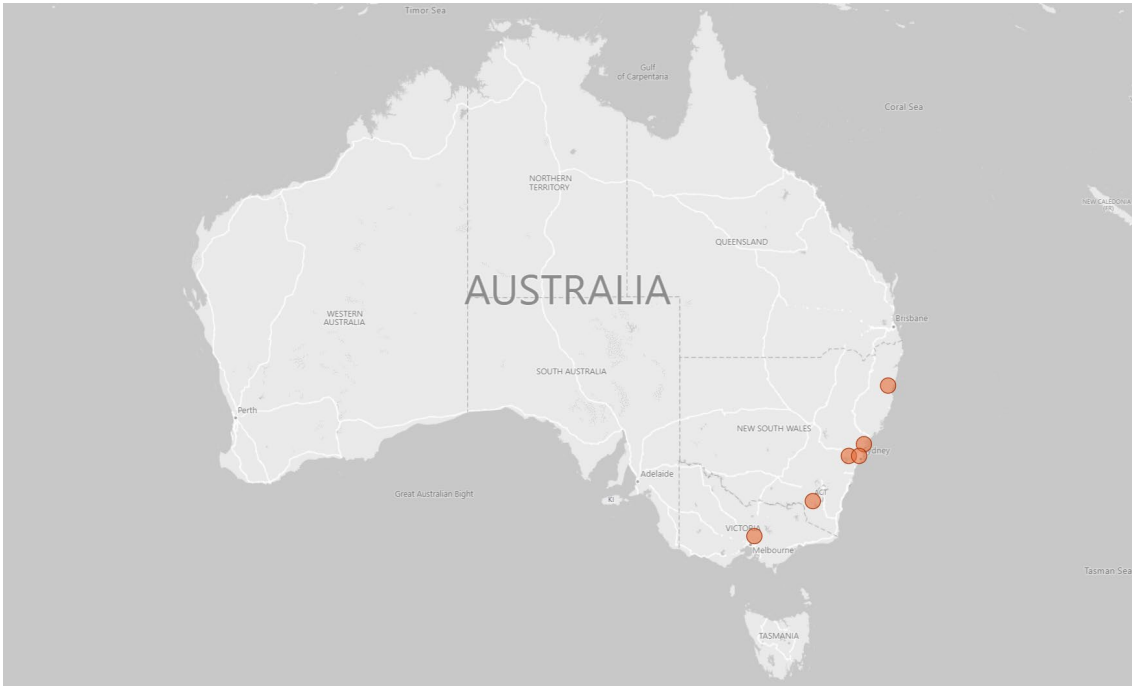 Timor Sea
Gulf
of Carpentaria
Coral Sea
NORTHERN
TERRITORY
NEW CALEDONIA
QUEENSLAND
AUSTRALIA
WESTERN
AUSTRALIA
Brisbane
SOUTH AUSTRALIA
Perth
NEW SOUTH WALES
dney
Adelaide
Great Australian Bight
KI
ACT
VICTORIA
Melbourne
Tasman Sea
TASMANIA